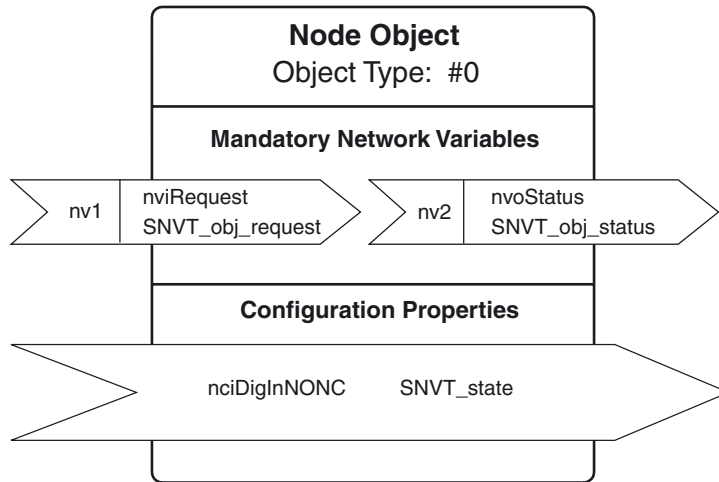 Node Object
Object Type: #0
Mandatory Network Variables
nv1
nviRequest
SNVT_obj_request
nv2
nvoStatus
SNVT_obj_status
Configuration Properties
nciDigInNONC SNVT_state